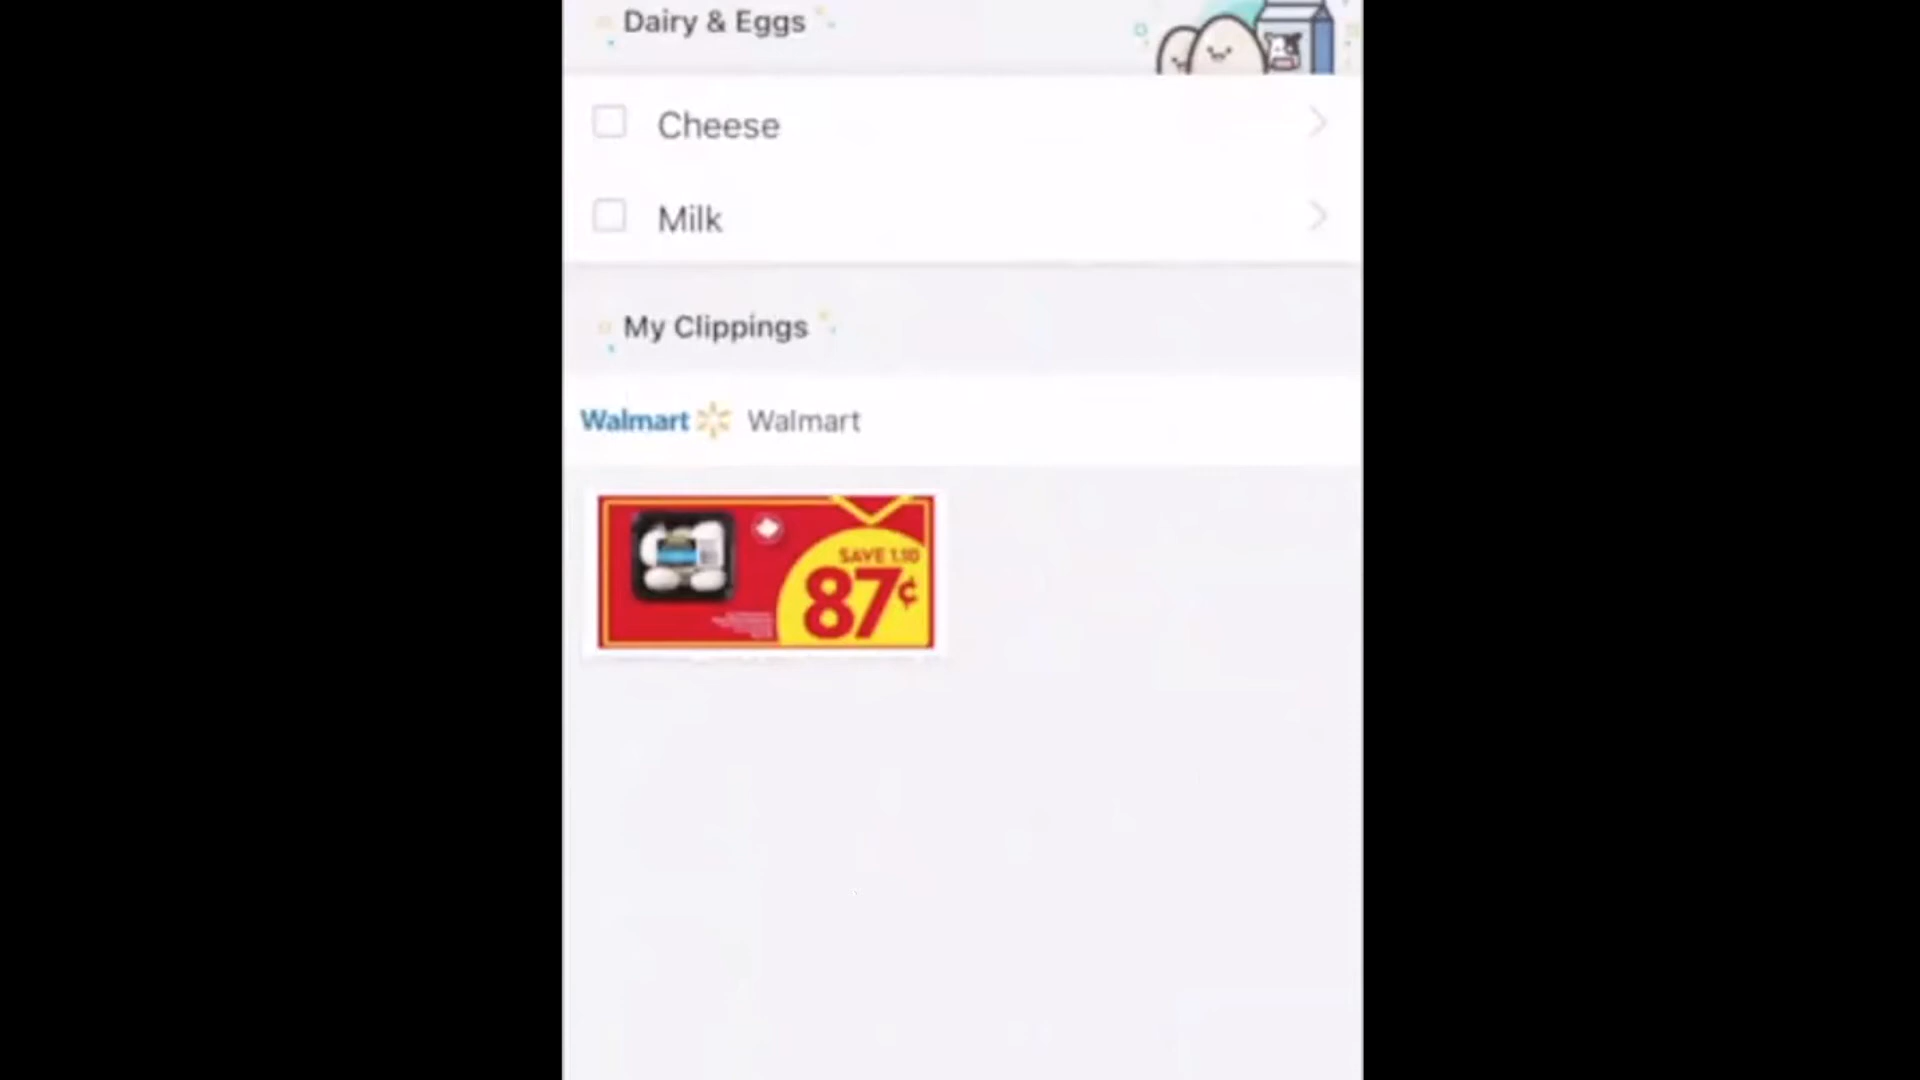 Dairy & Eggs
Cheese
Milk
My Clippings
Walmart Walmart
SAVE 1.10
87¢